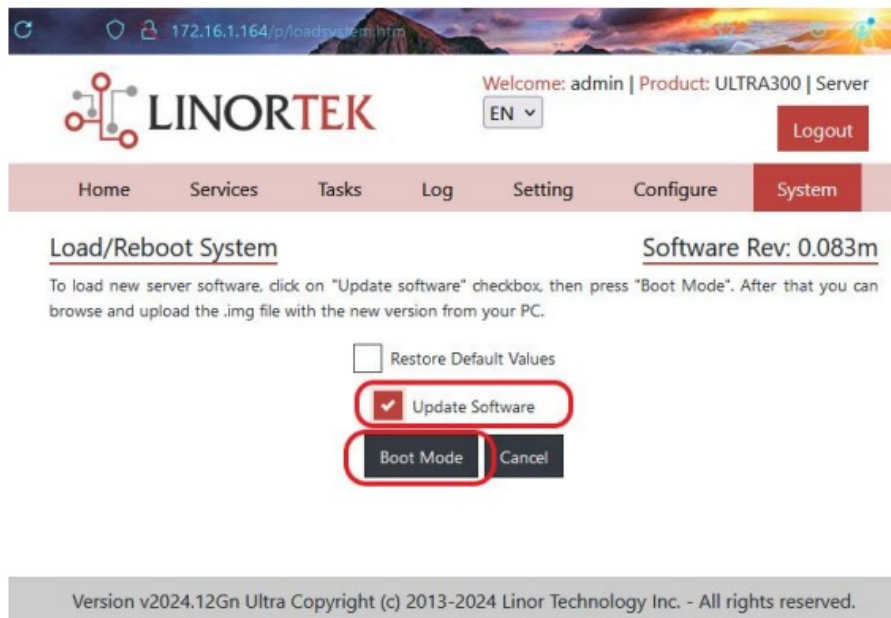 172.16.1.164/p/loadsystem.htm
LINORTEK
Welcome: admin | Product: ULTRA300 | Server
EN
Logout
Home Services Tasks Log Setting Configure System
Load/Reboot System Software Rev: 0.083m
To load new server software, click on "Update software" checkbox, then press "Boot Mode". After that you can
browse and upload the .img file with the new version from your PC.
Restore Default Values
Update Software
Boot Mode Cancel
Version v2024.12Gn Ultra Copyright (c) 2013-2024 Linor Technology Inc. - All rights reserved.